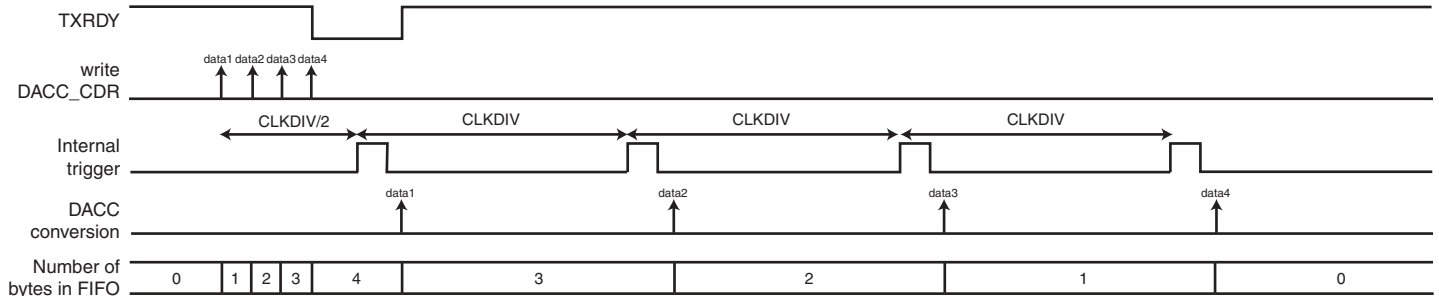 TXRDY
data1 data2 data3 data4
write
DACC_CDR
CLKDIV/2 CLKDIV CLKDIV CLKDIV
Internal
trigger
data1 data2 data3 data4
DACC
conversion
Number of
bytes in FIFO
0 1 2 3 4 3 2 1 0